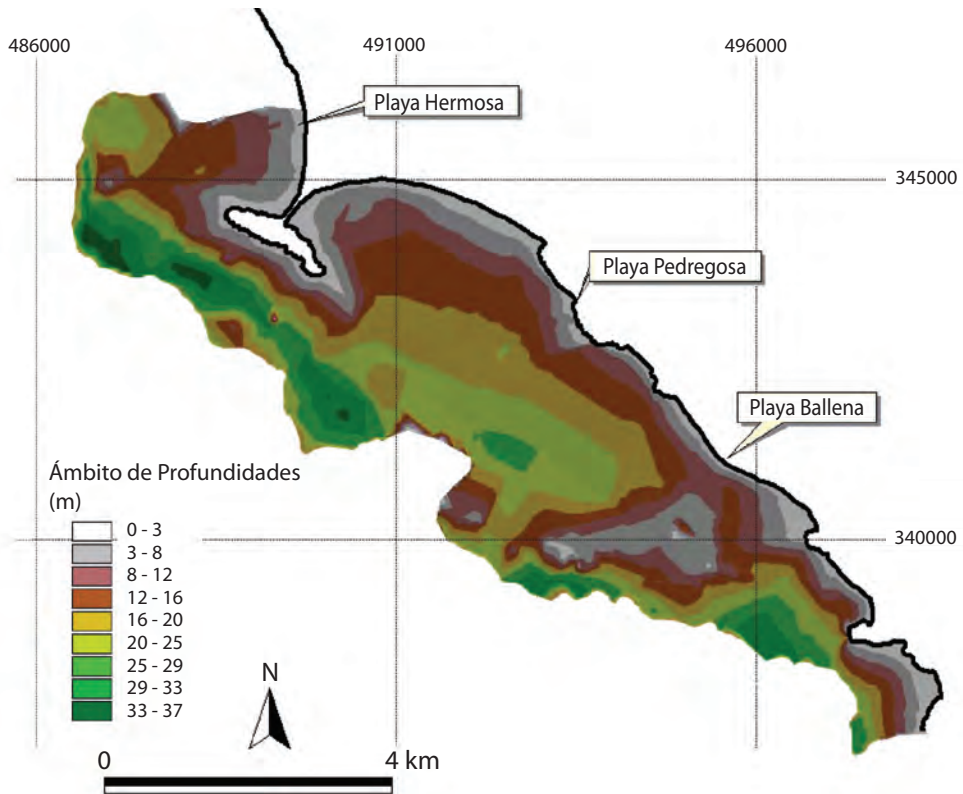 486000
491000
496000
Playa Hermosa
345000
Playa Pedregosa
Playa Ballena
Ámbito de Profundidades
(m)
0 - 3
3 - 8
8 - 12
12 - 16
16 - 20
20 - 25
25 - 29
29 - 33
33 - 37
340000
N
0
4 km